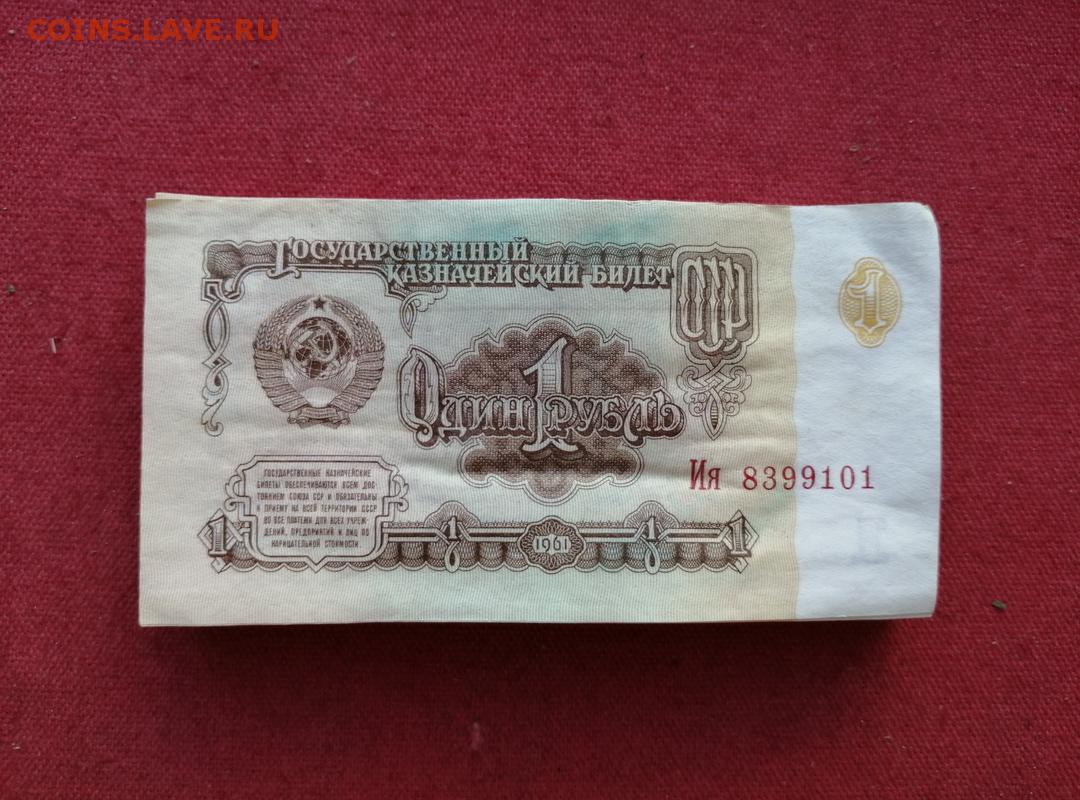 COINS.LAVE.RU
ГОСУДАРСТВЕННЫЙ
КАЗНАЧЕЙСКИЙ БИЛЕТ
1
ОДИН 1 РУБЛЬ
Ия 8399101
ГОСУДАРСТВЕННЫЕ КАЗНАЧЕЙСКИЕ
БИЛЕТЫ ОБЕСПЕЧИВАЮТСЯ ВСЕМ ДОС-
ТОЯНИЕМ СОЮЗА ССР И ОБЯЗАТЕЛЬНЫ
К ПРИЕМУ НА ВСЕЙ ТЕРРИТОРИИ СССР
ВО ВСЕ ПЛАТЕЖИ ДЛЯ ВСЕХ УЧРЕЖ-
ДЕНИЙ, ПРЕДПРИЯТИЙ И ЛИЦ ПО
НАРИЦАТЕЛЬНОЙ СТОИМОСТИ.
1 1 1961 1 1